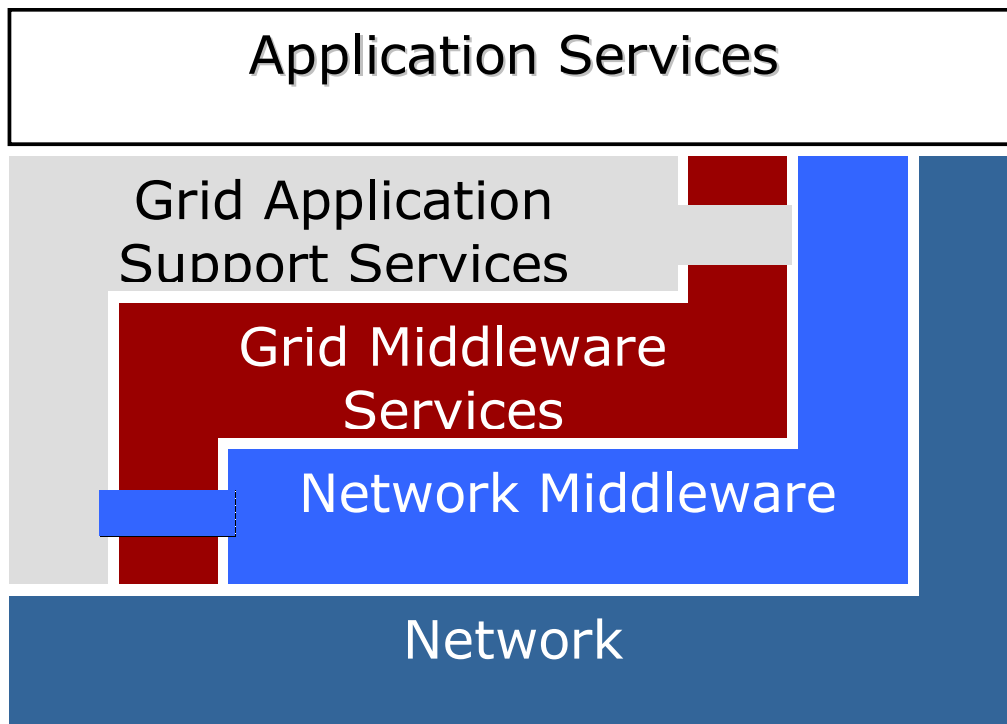 Application Services
Grid Application
Support Services
Grid Middleware
Services
Network Middleware
Network